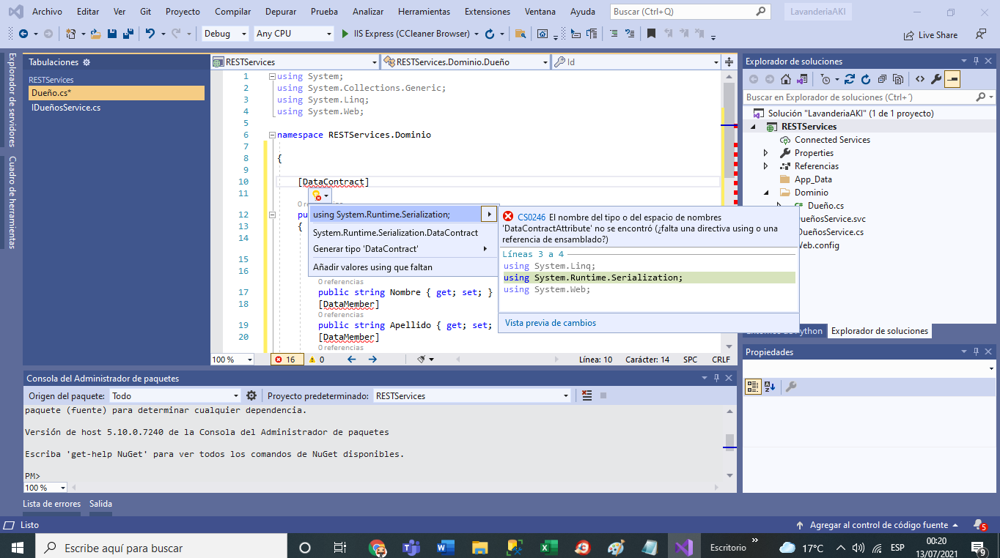 Archivo Editar Ver Git Proyecto Compilar Depurar Prueba Analizar Herramientas Extensiones Ventana Ayuda Buscar (Ctrl+Q) LavanderiaAKI
Debug Any CPU IIS Express (CCleaner Browser) Live Share
Explorador de servidores
Cuadro de herramientas
Tabulaciones
RESTServices
Dueño.cs*
IDueñosService.cs
RESTServices RESTServices.Dominio.Dueño Id
1 using System;
2 using System.Collections.Generic;
3 using System.Linq;
4 using System.Web;
5
6 namespace RESTServices.Dominio
7
8 {
9
10 [DataContract]
11
12 pu
13 {
14
15
16
0 referencias
17 public string Nombre { get; set; }
18 [DataMember]
0 referencias
19 public string Apellido { get; set;
20 [DataMember]
0 referencias
using System.Runtime.Serialization;
System.Runtime.Serialization.DataContract
Generar tipo 'DataContract'
Añadir valores using que faltan
CS0246 El nombre del tipo o del espacio de nombres
'DataContractAttribute' no se encontró (¿falta una directiva using o una
referencia de ensamblado?)
Líneas 3 a 4
using System.Linq;
using System.Runtime.Serialization;
using System.Web;
Vista previa de cambios
100 % 16 0 Línea: 10 Carácter: 14 SPC CRLF
Explorador de soluciones
Buscar en Explorador de soluciones (Ctrl+´)
Solución "LavanderiaAKI" (1 de 1 proyecto)
RESTServices
Connected Services
Properties
Referencias
App_Data
Dominio
Dueño.cs
ueñosService.svc
DueñosService.cs
Web.config
Python Explorador de soluciones
Propiedades
Consola del Administrador de paquetes
Origen del paquete: Todo Proyecto predeterminado: RESTServices
paquete (fuente) para determinar cualquier dependencia.
Versión de host 5.10.0.7240 de la Consola del Administrador de paquetes
Escriba 'get-help NuGet' para ver todos los comandos de NuGet disponibles.
PM>
100 %
Lista de errores Salida
Listo Agregar al control de código fuente 5
Escribe aquí para buscar Escritorio 17°C ESP 00:20
13/07/2021 9